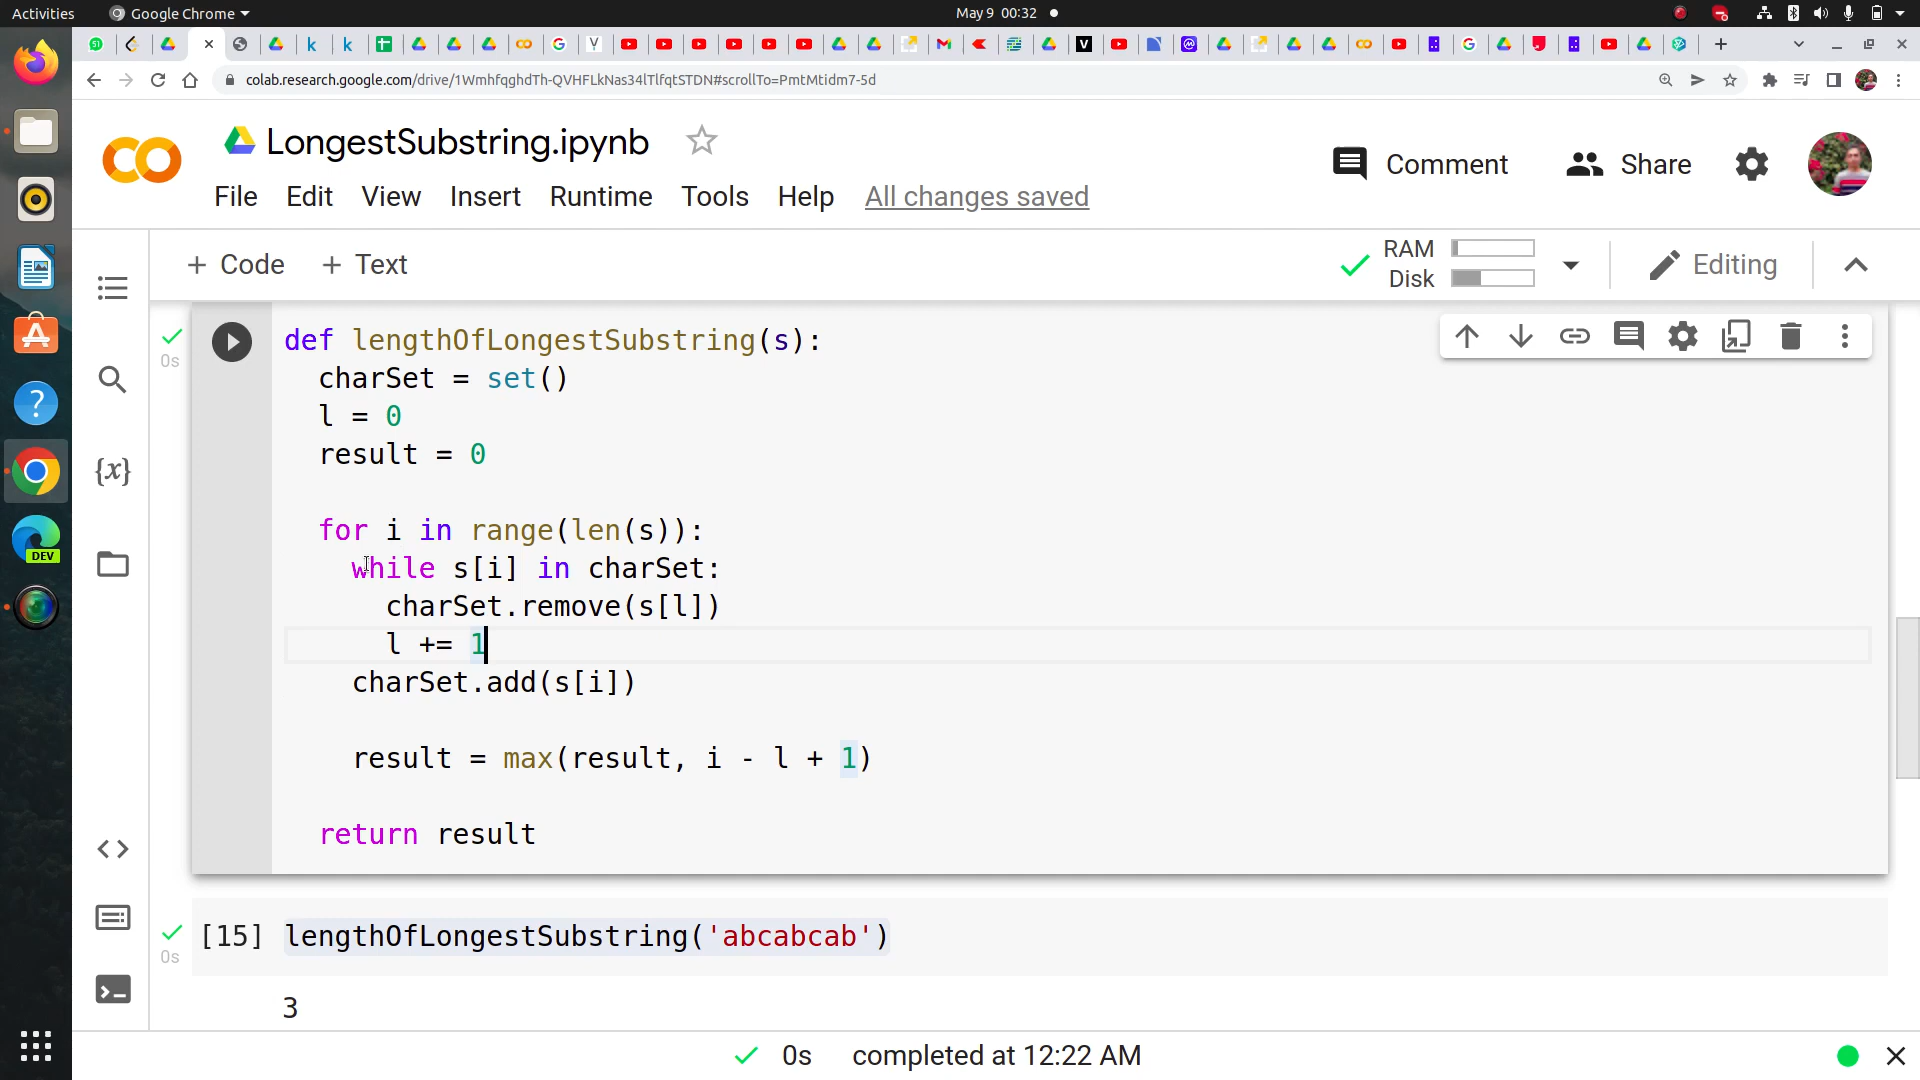 Activities Google Chrome May 9 00:32
colab.research.google.com/drive/1WmhfqghdTh-QVHFLkNas34lTlfqtSTDN#scrollTo=PmtMtidm7-5d
LongestSubstring.ipynb
Comment Share
File Edit View Insert Runtime Tools Help All changes saved
+ Code + Text RAM Disk Editing
def lengthOfLongestSubstring(s):
0s
charSet = set()
l = 0
result = 0
for i in range(len(s)):
while s[i] in charSet:
charSet.remove(s[l])
l += 1
charSet.add(s[i])
result = max(result, i - l + 1)
return result
{x}
DEV
[15] lengthOfLongestSubstring('abcabcab')
0s
3
0s completed at 12:22 AM